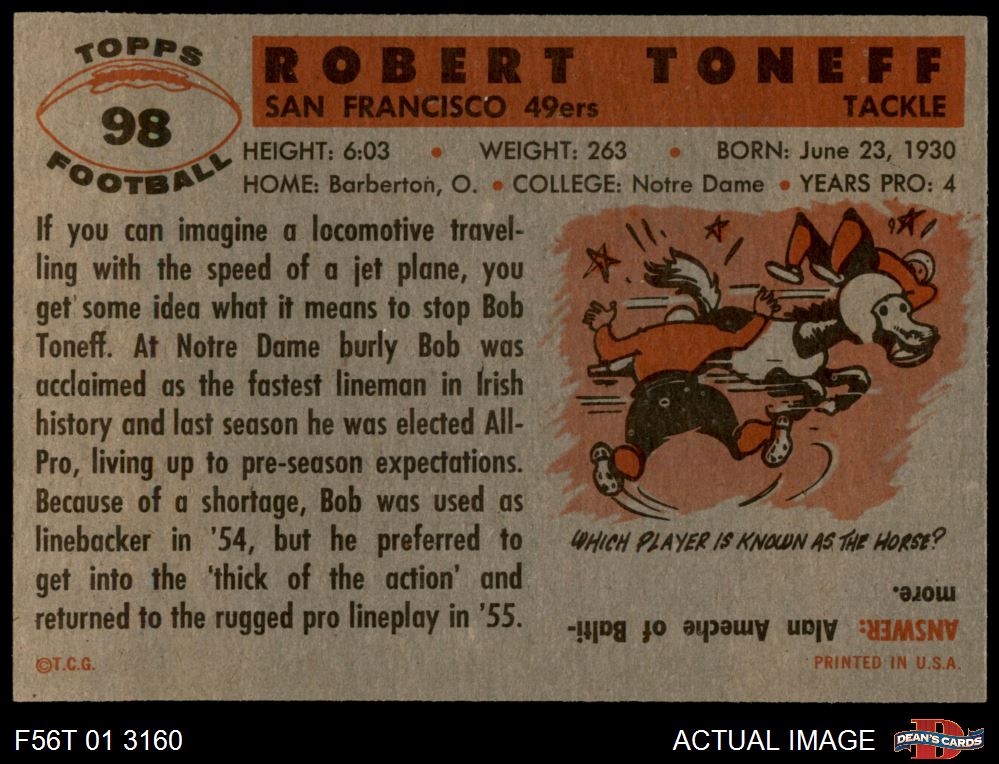 TOPPS
98
FOOTBALL
ROBERT TONEFF
SAN FRANCISCO 49ers TACKLE
HEIGHT: 6:03 • WEIGHT: 263 • BORN: June 23, 1930
HOME: Barberton, O. • COLLEGE: Notre Dame • YEARS PRO: 4
If you can imagine a locomotive travel-
ling with the speed of a jet plane, you
get some idea what it means to stop Bob
Toneff. At Notre Dame burly Bob was
acclaimed as the fastest lineman in Irish
history and last season he was elected All-
Pro, living up to pre-season expectations.
Because of a shortage, Bob was used as
linebacker in '54, but he preferred to
get into the 'thick of the action' and
returned to the rugged pro lineplay in '55.
©T.C.G.
WHICH PLAYER IS KNOWN AS THE HORSE?
ANSWER: Alan Ameche of Balti-
more.
PRINTED IN U.S.A.
F56T 01 3160
ACTUAL IMAGE
DEAN'S CARDS